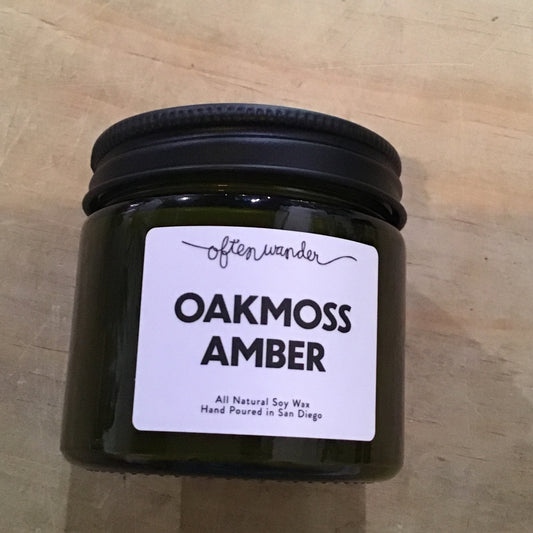 often wander
OAKMOSS
AMBER
All Natural Soy Wax
Hand Poured in San Diego